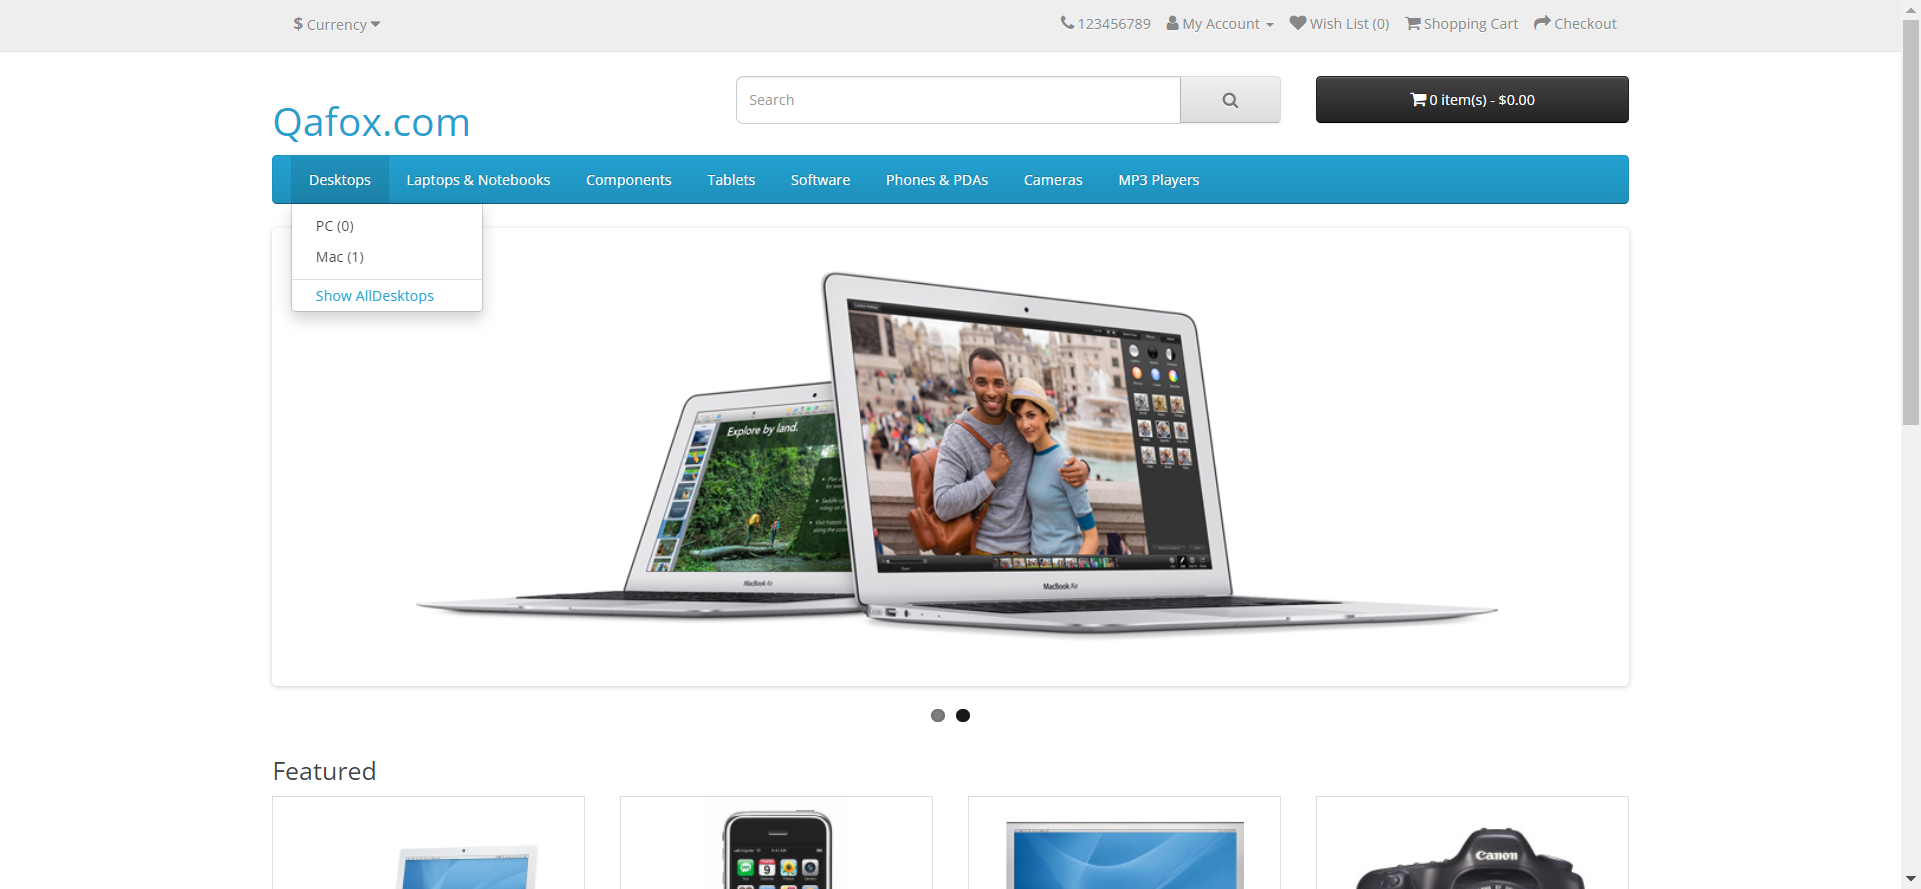 $ Currency
123456789 My Account Wish List (0) Shopping Cart Checkout
Qafox.com
Search
0 item(s) - $0.00
Desktops Laptops & Notebooks Components Tablets Software Phones & PDAs Cameras MP3 Players
PC (0)
Mac (1)
Show AllDesktops
Explore by land.
MacBook Air
MacBook Air
Featured
Canon